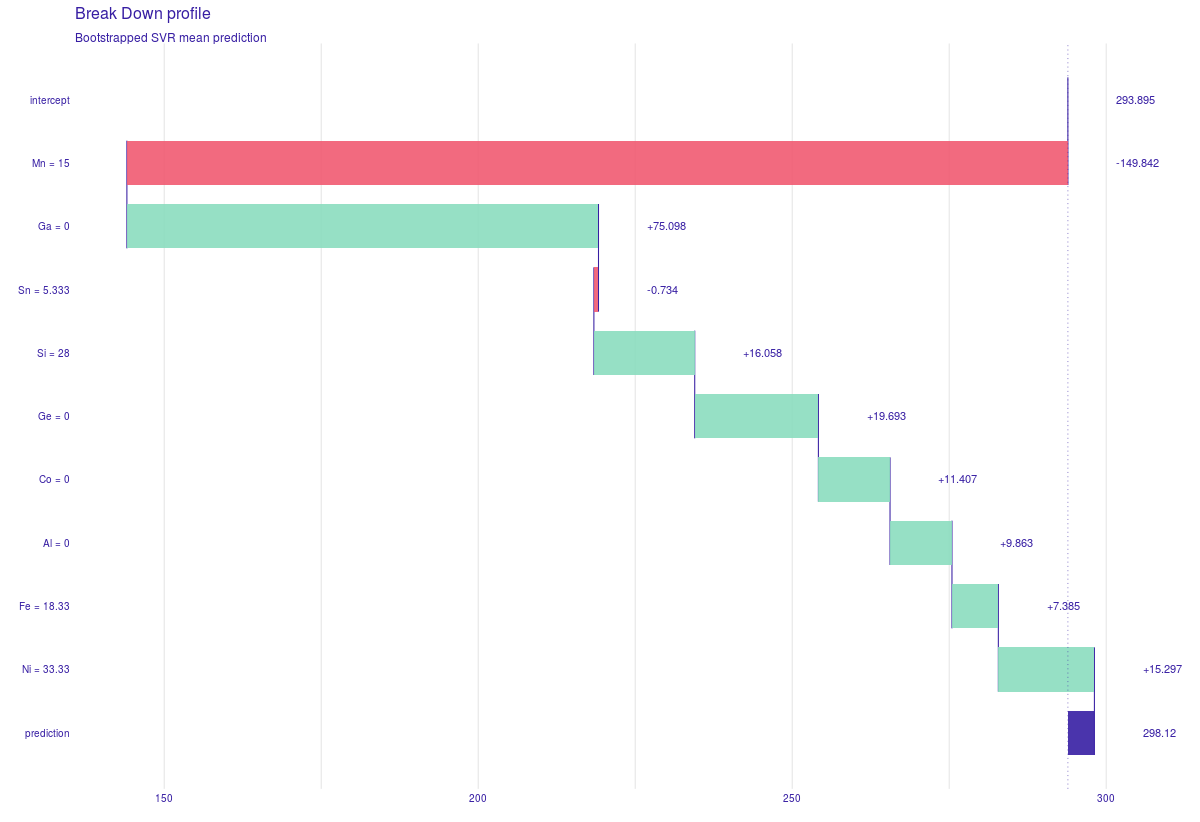 Break Down profile
Bootstrapped SVR mean prediction
intercept 293.895
Mn = 15 -149.842
Ga = 0 +75.098
Sn = 5.333 -0.734
Si = 28 +16.058
Ge = 0 +19.693
Co = 0 +11.407
Al = 0 +9.863
Fe = 18.33 +7.385
Ni = 33.33 +15.297
prediction 298.12
150 200 250 300